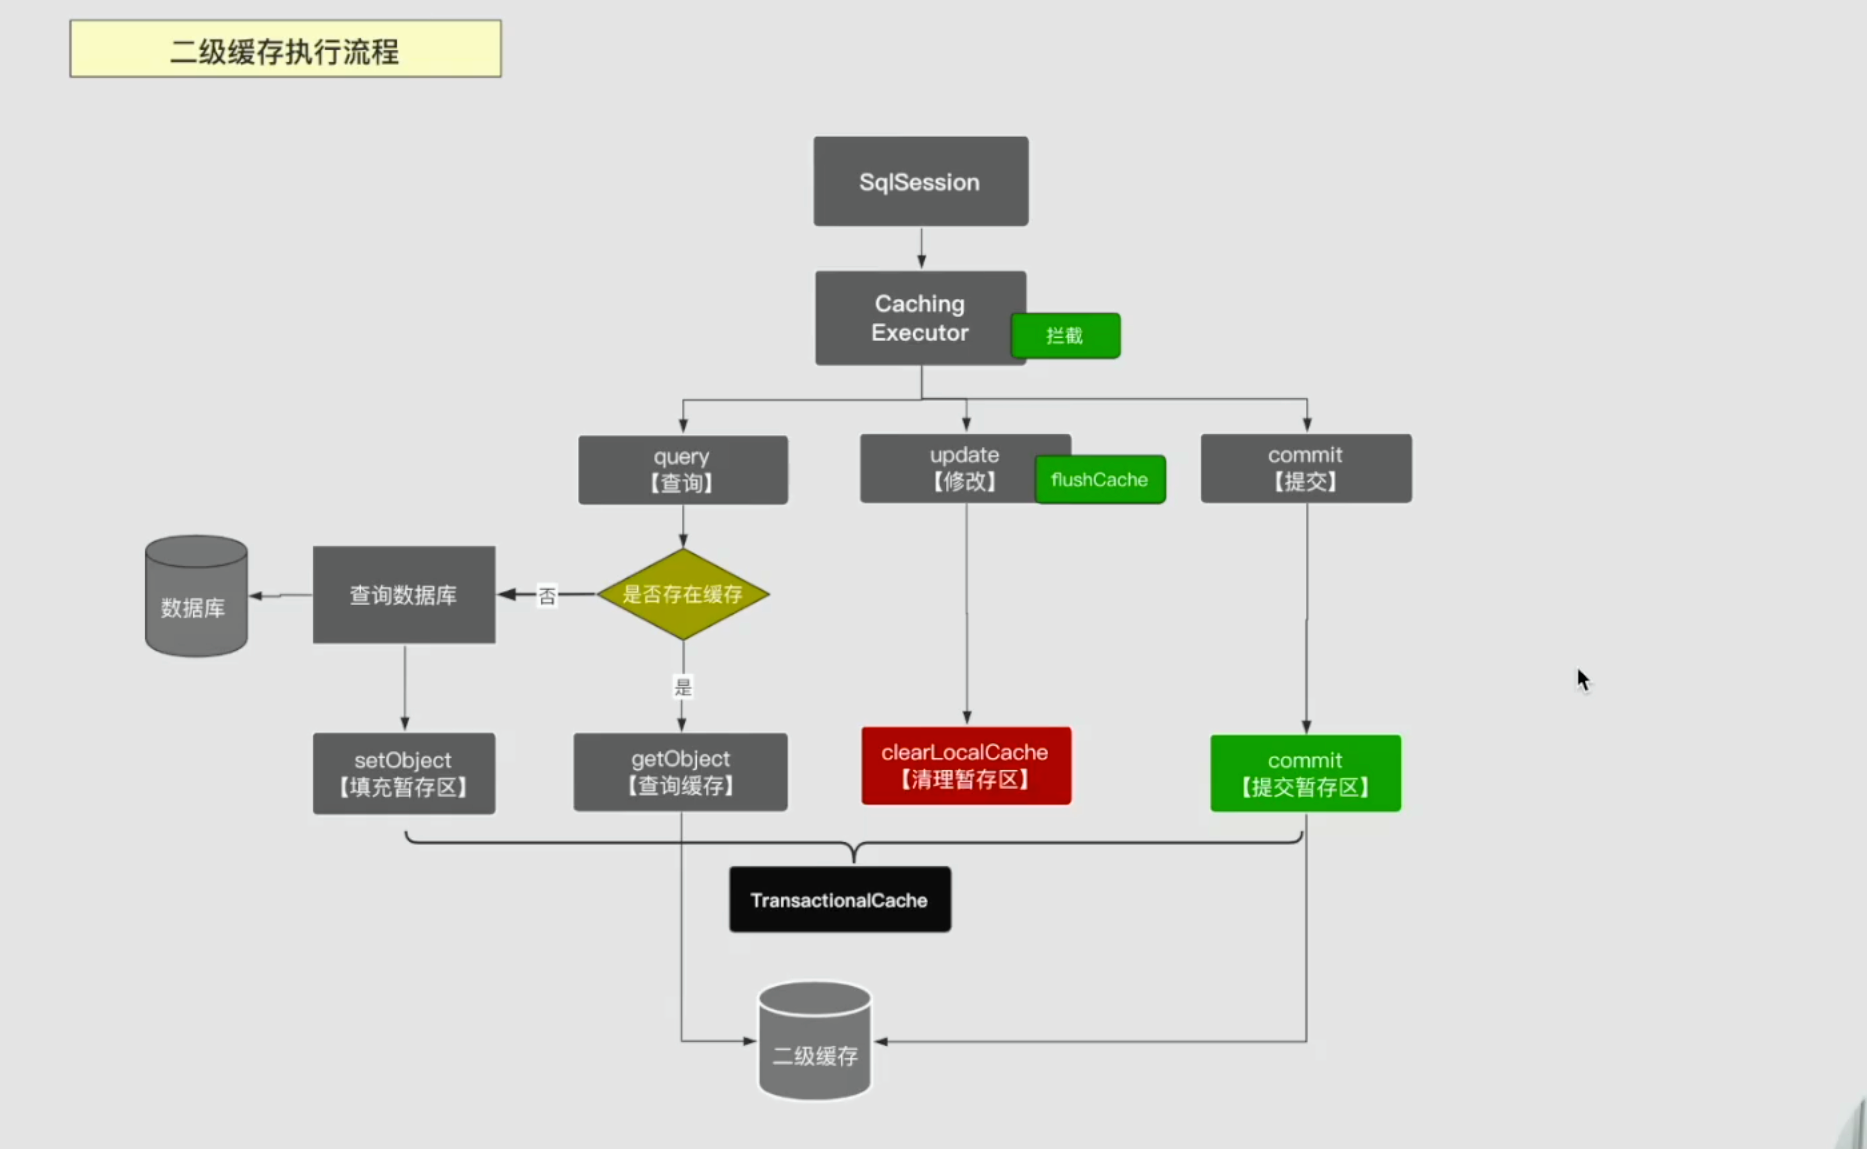 二级缓存执行流程
SqlSession
Caching
Executor
拦截
query
【查询】
update
【修改】
flushCache
commit
【提交】
数据库
查询数据库
否
是否存在缓存
是
setObject
【填充暂存区】
getObject
【查询缓存】
clearLocalCache
【清理暂存区】
commit
【提交暂存区】
TransactionalCache
二级缓存